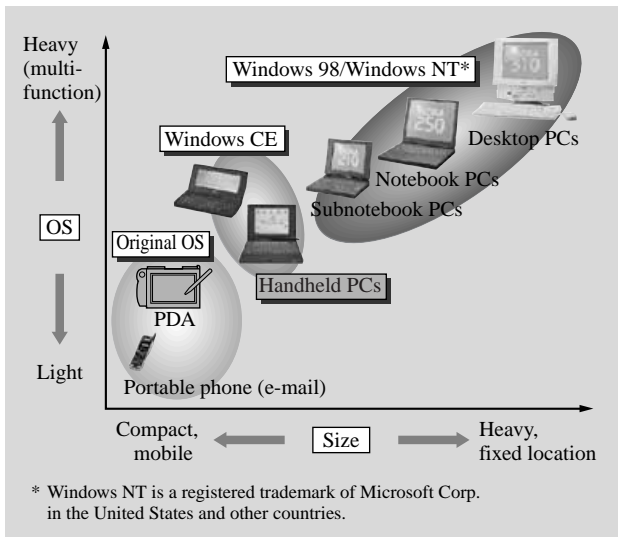 Heavy
(multi-
function)
Windows 98/Windows NT*
Desktop PCs
Windows CE
Notebook PCs
Subnotebook PCs
OS
Original OS
Handheld PCs
PDA
Light
Portable phone (e-mail)
Compact,
mobile
Size
Heavy,
fixed location
* Windows NT is a registered trademark of Microsoft Corp.
in the United States and other countries.